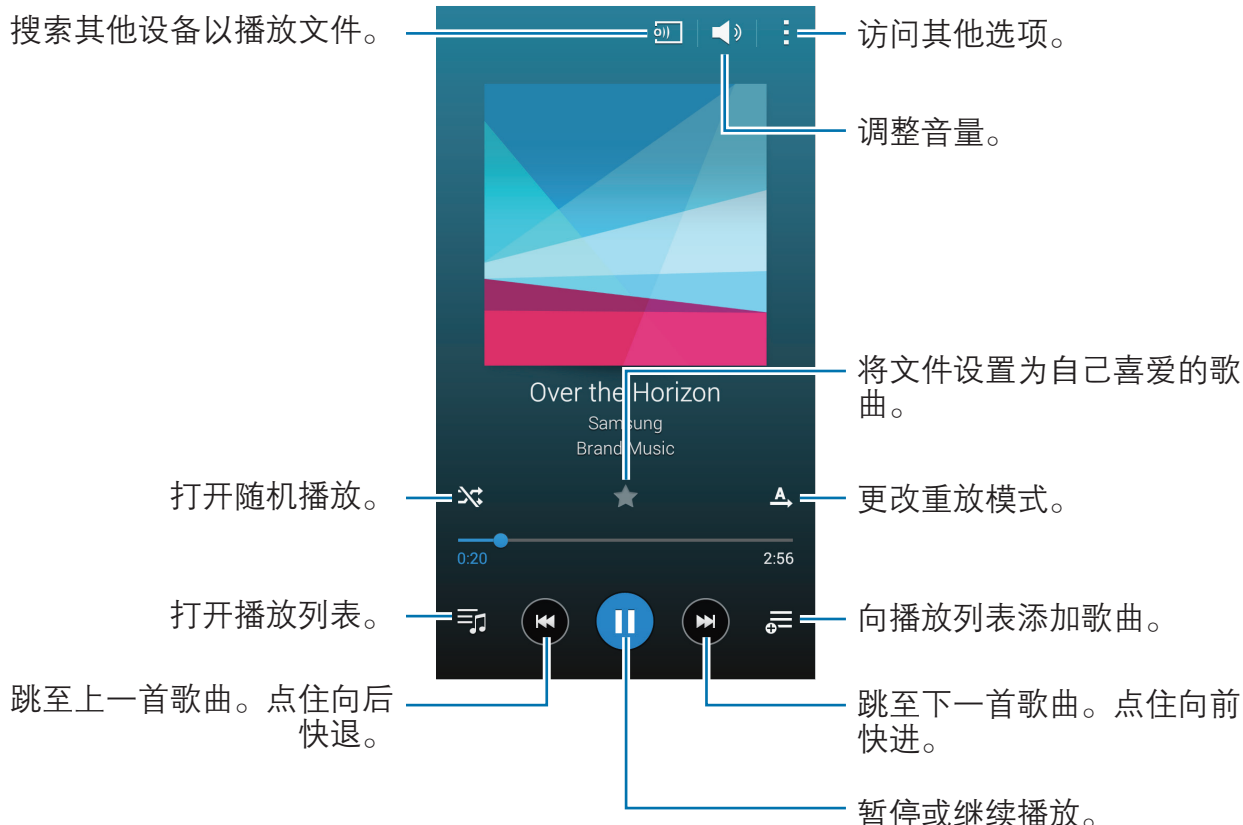 搜索其他设备以播放文件。
访问其他选项。
调整音量。
将文件设置为自己喜爱的歌
曲。
Over the Horizon
Samsung
Brand Music
打开随机播放。
A
更改重放模式。
0:20
2:56
打开播放列表。
向播放列表添加歌曲。
跳至上一首歌曲。点住向后
快退。
跳至下一首歌曲。点住向前
快进。
暂停或继续播放。